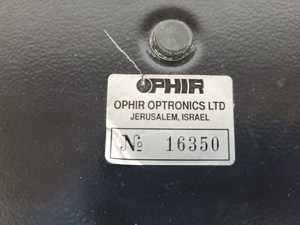 OPHIR
OPHIR OPTRONICS LTD
JERUSALEM, ISRAEL
№ 16350